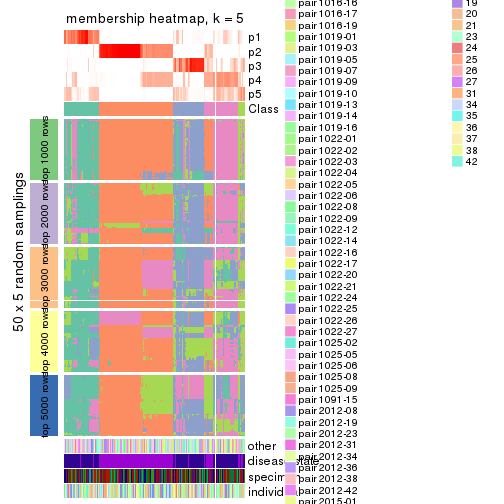 membership heatmap, k = 5
p1
p2
p3
p4
p5
Class
50 x 5 random samplings
top 1000 rows
top 2000 rows
top 3000 rows
top 4000 rows
top 5000 rows
other
disease.state
individual
pair1016-16
pair1016-17
pair1019-01
pair1019-03
pair1019-05
pair1019-07
pair1019-09
pair1019-10
pair1019-13
pair1019-14
pair1019-16
pair1022-01
pair1022-02
pair1022-03
pair1022-04
pair1022-05
pair1022-06
pair1022-08
pair1022-09
pair1022-12
pair1022-14
pair1022-16
pair1022-17
pair1022-20
pair1022-21
pair1022-24
pair1022-25
pair1022-26
pair1022-27
pair1025-02
pair1025-05
pair1025-06
pair1025-08
pair1025-09
pair1091-15
pair2012-08
pair2012-19
pair2012-23
pair2012-31
pair2012-34
pair2012-36
pair2012-38
pair2012-42
pair2015-01
19
20
21
23
24
25
26
27
31
34
35
36
37
38
42